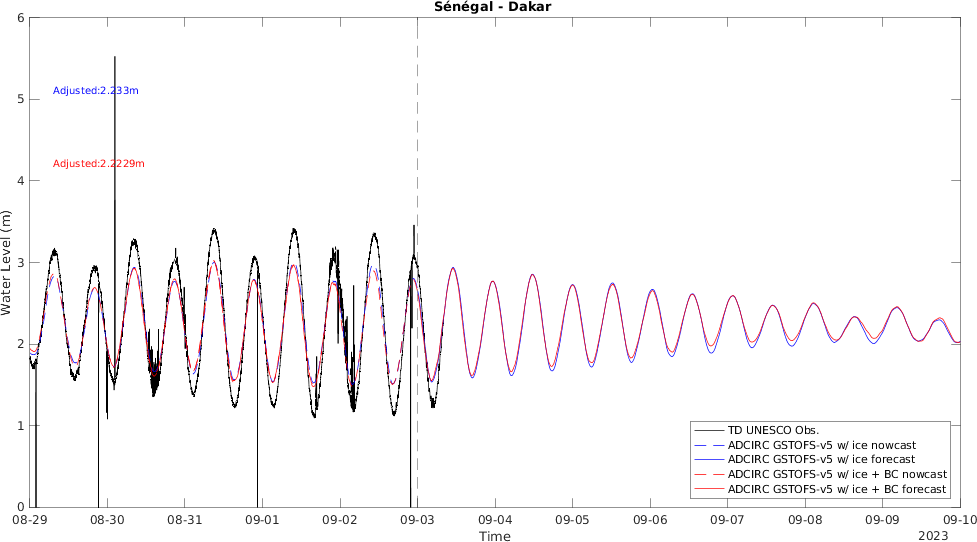 Sénégal - Dakar
6
5
4
3
2
1
0
Water Level (m)
Adjusted:2.233m
Adjusted:2.2229m
TD UNESCO Obs.
ADCIRC GSTOFS-v5 w/ ice nowcast
ADCIRC GSTOFS-v5 w/ ice forecast
ADCIRC GSTOFS-v5 w/ ice + BC nowcast
ADCIRC GSTOFS-v5 w/ ice + BC forecast
08-29 08-30 08-31 09-01 09-02 09-03 09-04 09-05 09-06 09-07 09-08 09-09 09-10
Time
2023